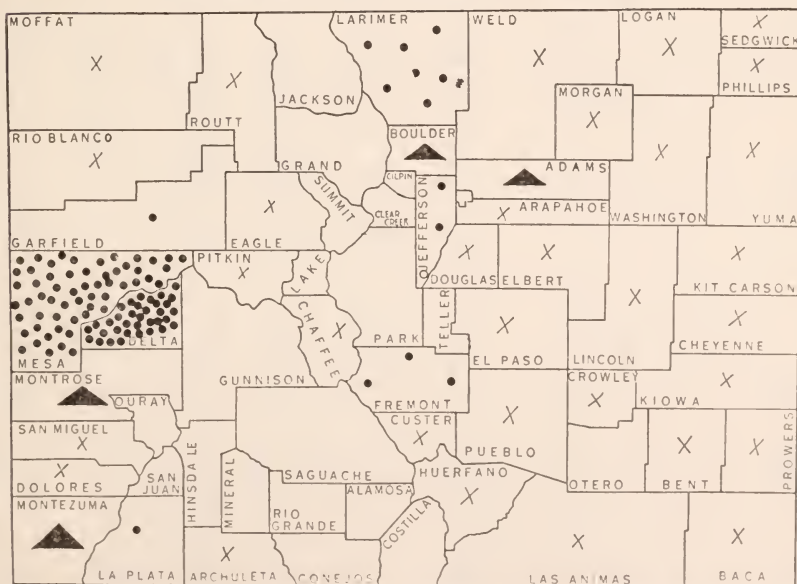 MOFFAT
LARIMER
WELD
LOGAN
SEDGWICK
PHILLIPS
MORGAN
ROUTT
JACKSON
RIO BLANCO
BOULDER
GRAND
ADAMS
GILPIN
SUMMIT
CLEAR CREEK
JEFFERSON
ARAPAHOE
WASHINGTON
YUMA
GARFIELD
EAGLE
PITKIN
LAKE
DOUGLAS
ELBERT
KIT CARSON
CHAFFEE
TELLER
CHEYENNE
DELTA
PARK
EL PASO
LINCOLN
MESA
MONTROSE
GUNNISON
CROWLEY
KIOWA
OURAY
FREMONT
CUSTER
SAN MIGUEL
PUEBLO
PROWERS
HINSDALE
MINERAL
SAGUACHE
HUERFANO
OTERO
BENT
DOLORES
SAN JUAN
ALAMOSA
MONTEZUMA
RIO GRANDE
COSTILLA
LA PLATA
ARCHULETA
CONEJOS
LAS ANIMAS
BACA